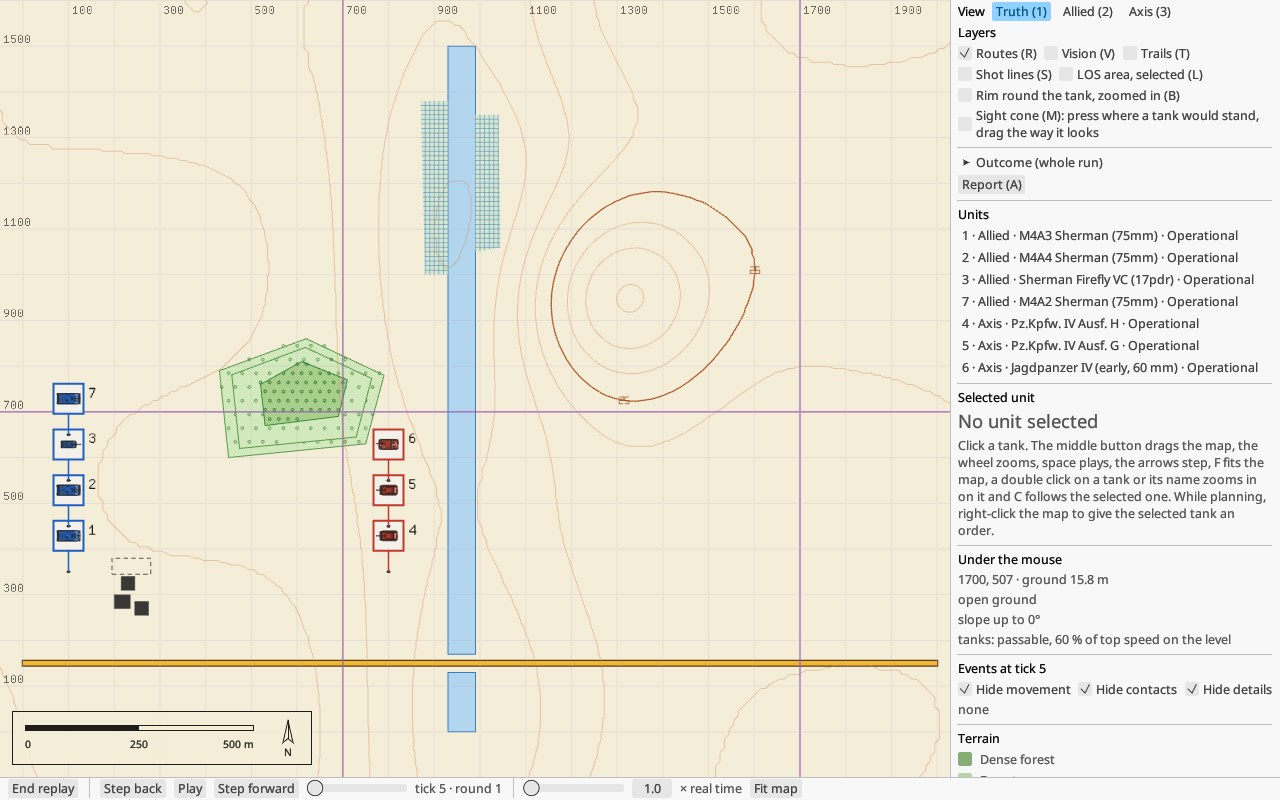 100 300 500 700 900 1100 1300 1500 1700 1900
1500
1300
1100
900
700
500
300
100
7
3
2
1
6
5
4
25
25
0 250 500 m
N
View Truth (1) Allied (2) Axis (3)
Layers
Routes (R) Vision (V) Trails (T)
Shot lines (S) LOS area, selected (L)
Rim round the tank, zoomed in (B)
Sight cone (M): press where a tank would stand,
drag the way it looks
Outcome (whole run)
Report (A)
Units
1 · Allied · M4A3 Sherman (75mm) · Operational
2 · Allied · M4A4 Sherman (75mm) · Operational
3 · Allied · Sherman Firefly VC (17pdr) · Operational
7 · Allied · M4A2 Sherman (75mm) · Operational
4 · Axis · Pz.Kpfw. IV Ausf. H · Operational
5 · Axis · Pz.Kpfw. IV Ausf. G · Operational
6 · Axis · Jagdpanzer IV (early, 60 mm) · Operational
Selected unit
No unit selected
Click a tank. The middle button drags the map, the
wheel zooms, space plays, the arrows step, F fits the
map, a double click on a tank or its name zooms in
on it and C follows the selected one. While planning,
right-click the map to give the selected tank an
order.
Under the mouse
1700, 507 · ground 15.8 m
open ground
slope up to 0°
tanks: passable, 60 % of top speed on the level
Events at tick 5
Hide movement Hide contacts Hide details
none
Terrain
Dense forest
End replay Step back Play Step forward tick 5 · round 1 1.0 × real time Fit map